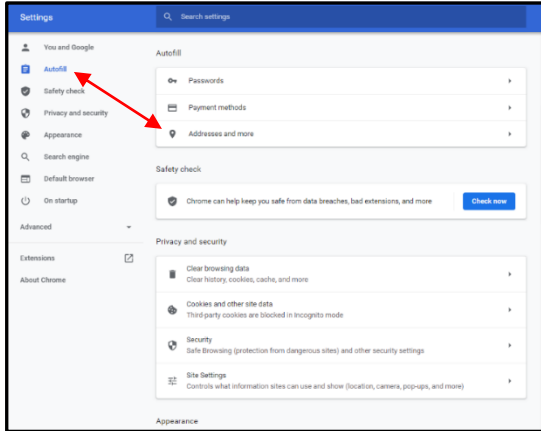 Settings
Search settings
You and Google
Autofill
Safety check
Privacy and security
Appearance
Search engine
Default browser
On startup
Advanced
Extensions
About Chrome
Autofill
Passwords
Payment methods
Addresses and more
Safety check
Chrome can help keep you safe from data breaches, bad extensions, and more
Check now
Privacy and security
Clear browsing data
Clear history, cookies, cache, and more
Cookies and other site data
Third-party cookies are blocked in Incognito mode
Security
Safe Browsing (protection from dangerous sites) and other security settings
Site Settings
Controls what information sites can use and show (location, camera, pop-ups, and more)
Appearance